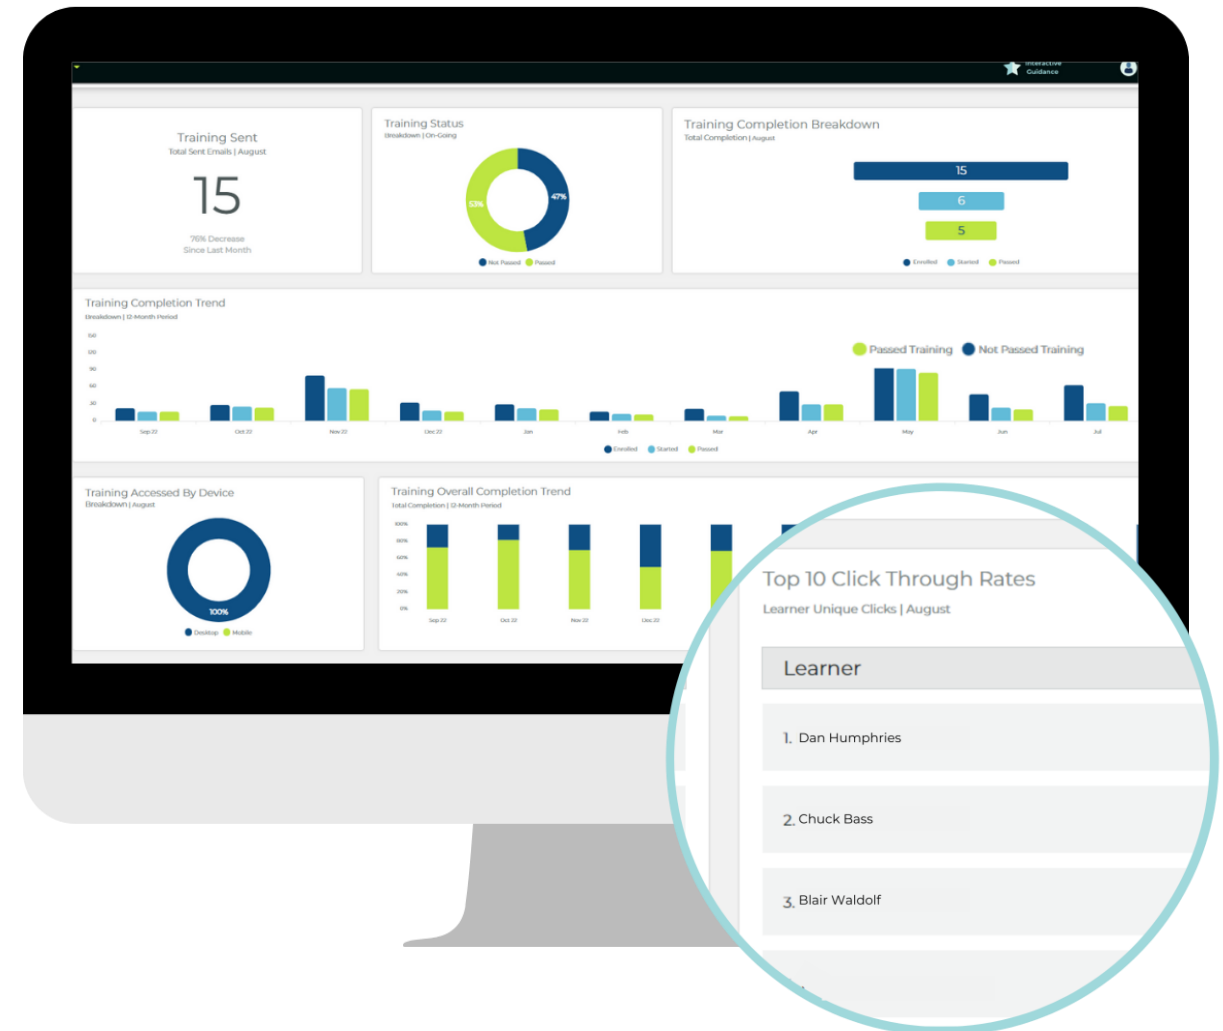 Interactive
Guidance
Training Sent
Total Sent Emails | August
15
76% Decrease
Since Last Month
Training Status
Breakdown | On-Going
53%
47%
Not Passed Passed
Training Completion Breakdown
Total Completion | August
15
6
5
Enrolled Started Passed
Training Completion Trend
Breakdown | 12-Month Period
150
120
90
60
30
0
Passed Training Not Passed Training
Sep 22 Oct 22 Nov 22 Dec 22 Jan Feb Mar Apr May Jun Jul
Enrolled Started Passed
Training Accessed By Device
Breakdown | August
100%
Desktop Mobile
Training Overall Completion Trend
Total Completion | 12-Month Period
100%
80%
60%
40%
20%
0%
Sep 22 Oct 22 Nov 22 Dec 22
Top 10 Click Through Rates
Learner Unique Clicks | August
Learner
1. Dan Humphries
2. Chuck Bass
3. Blair Waldolf